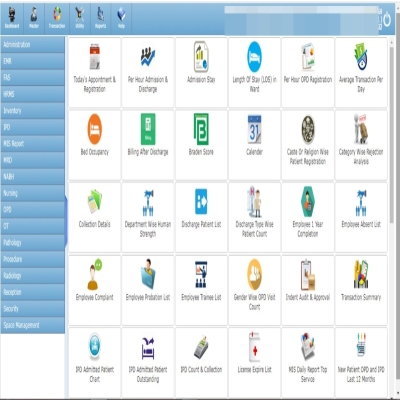 Dashboard Master Transaction Utility Reports Help
Administration
EMR
FAS
HRMS
Inventory
IPD
MIS Report
MRD
NABH
Nursing
OPD
OT
Pathology
Procedure
Radiology
Reception
Security
Space Management
Today's Appointment &
Registration
Per Hour Admission &
Discharge
Admission Stay
Length Of Stay (LOS) in
Ward
Per Hour OPD Registration
Average Transaction Per
Day
Bed Occupancy
Billing After Discharge
Braden Score
Calender
Caste Or Religion Wise
Patient Registration
Category Wise Rejection
Analysis
Collection Details
Department Wise Human
Strength
Discharge Patient List
Discharge Type Wise
Patient Count
Employee 1 Year
Completion
Employee Absent List
Employee Complaint
Employee Probation List
Employee Trainee List
Gender Wise OPD Visit
Count
Indent Audit & Approval
Transaction Summary
IPD Admitted Patient
Chart
IPD Admitted Patient
Outstanding
IPD Count & Collection
License Expire List
MIS Daily Report Top
Service
New Patient OPD and IPD
Last 12 Months